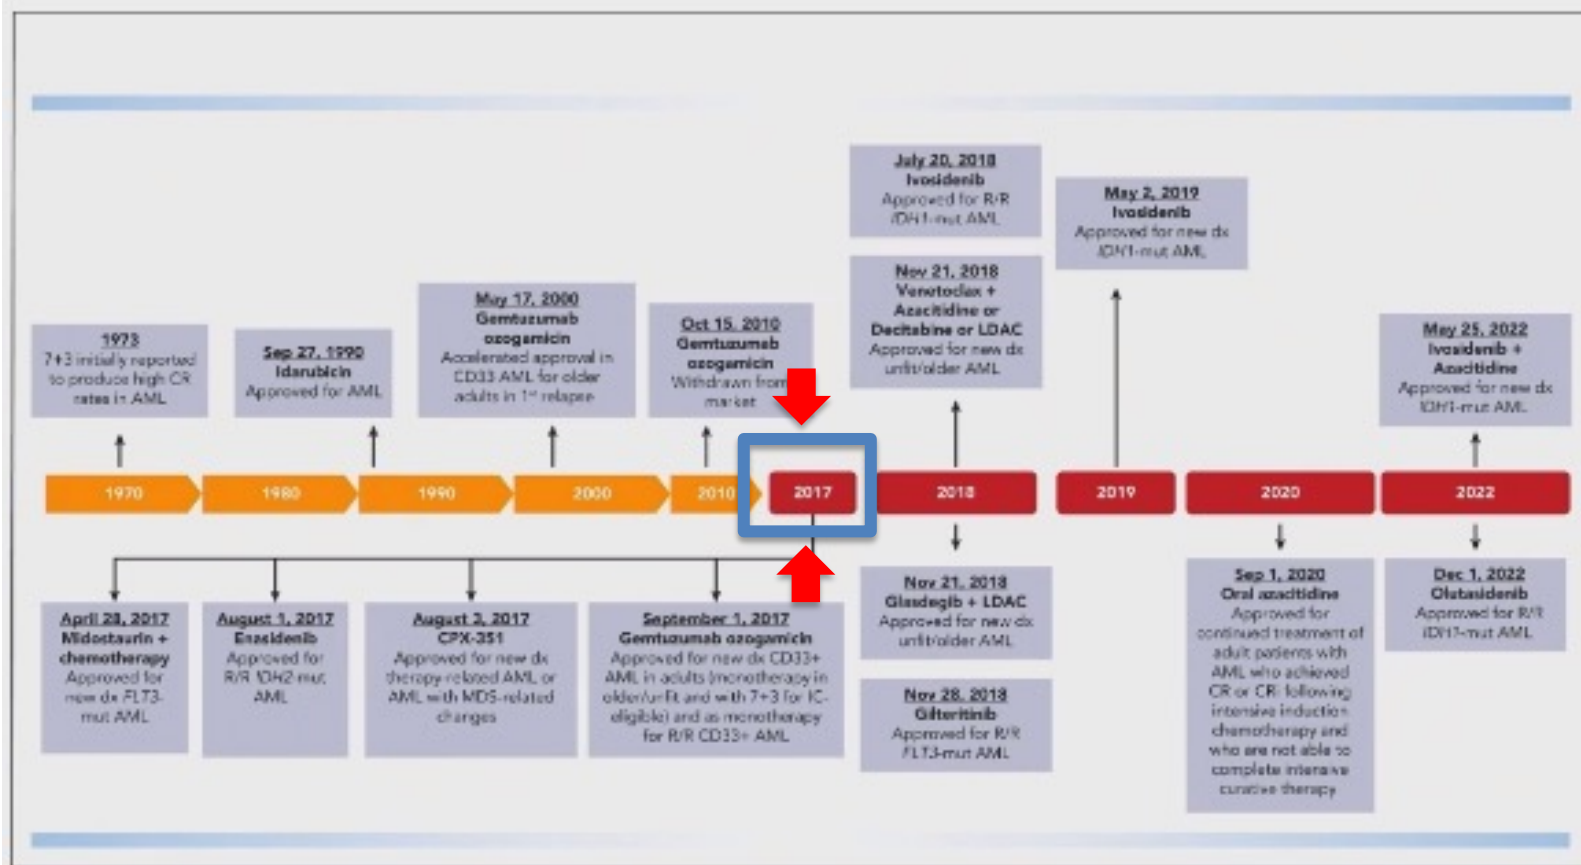 July 20, 2018
Ivosidenib
Approved for R/R
IDH1-mut AML
May 2, 2019
Ivosidenib
Approved for new dx
IDH1-mut AML
Nov 21, 2018
Venetoclax +
Azacitidine or
Decitabine or LDAC
Approved for new dx
unfit/older AML
May 17, 2000
Gemtuzumab
ozogamicin
Accelerated approval in
CD33 AML for older
adults in 1st relapse
Oct 15, 2010
Gemtuzumab
ozogamicin
Withdrawn from
market
1973
7+3 initially reported
to produce high CR
rates in AML
Sep 27, 1990
Idarubicin
Approved for AML
May 25, 2022
Ivosidenib +
Azacitidine
Approved for new dx
IDH1-mut AML
1970
1980
1990
2000
2010
2017
2018
2019
2020
2022
April 28, 2017
Midostaurin +
chemotherapy
Approved for
new dx FLT3-
mut AML
August 1, 2017
Enasidenib
Approved for
R/R IDH2-mut
AML
August 3, 2017
CPX-351
Approved for new dx
therapy-related AML or
AML with MDS-related
changes
September 1, 2017
Gemtuzumab ozogamicin
Approved for new dx CD33+
AML in adults (monotherapy in
older/unfit and with 7+3 for IC-
eligible) and as monotherapy
for R/R CD33+ AML
Nov 21, 2018
Glasdegib + LDAC
Approved for new dx
unfit/older AML
Nov 28, 2018
Gilteritinib
Approved for R/R
FLT3-mut AML
Sep 1, 2020
Oral azacitidine
Approved for
continued treatment of
adult patients with
AML who achieved
CR or CRi following
intensive induction
chemotherapy and
who are not able to
complete intensive
curative therapy
Dec 1, 2022
Olutasidenib
Approved for R/R
IDH1-mut AML